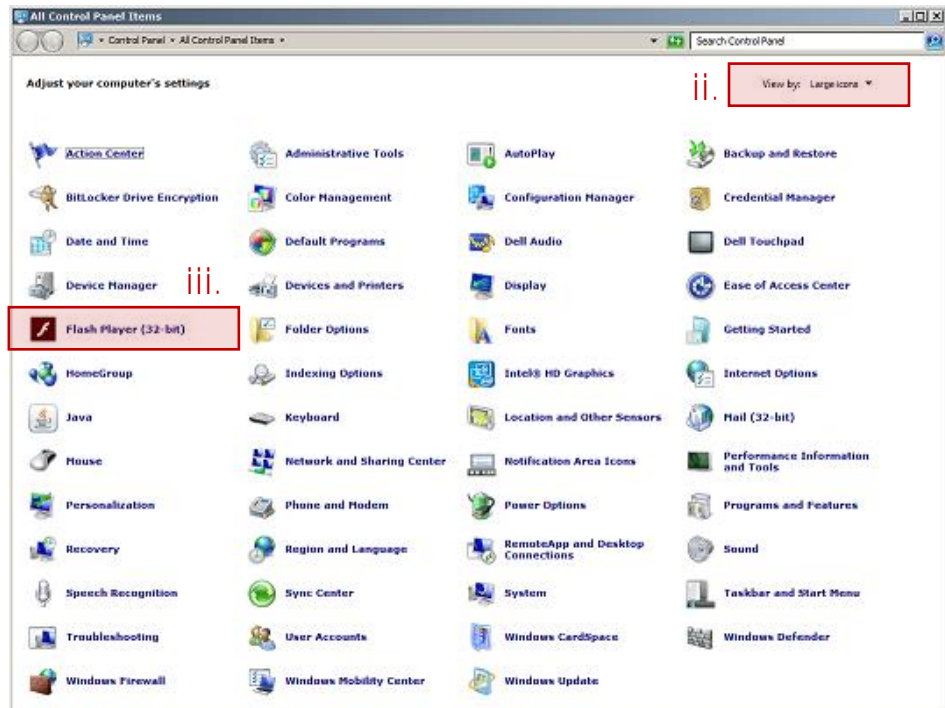 All Control Panel Items
Control Panel All Control Panel Items Search Control Panel
Adjust your computer's settings ii. View by: Large icons
Action Center Administrative Tools AutoPlay Backup and Restore
BitLocker Drive Encryption Color Management Configuration Manager Credential Manager
Date and Time Default Programs Dell Audio Dell Touchpad
Device Manager iii. Devices and Printers Display Ease of Access Center
Flash Player (32-bit) Folder Options Fonts Getting Started
HomeGroup Indexing Options Intel® HD Graphics Internet Options
Java Keyboard Location and Other Sensors Mail (32-bit)
Mouse Network and Sharing Center Notification Area Icons Performance Information
and Tools
Personalization Phone and Modem Power Options Programs and Features
Recovery Region and Language RemoteApp and Desktop
Connections Sound
Speech Recognition Sync Center System Taskbar and Start Menu
Troubleshooting User Accounts Windows CardSpace Windows Defender
Windows Firewall Windows Mobility Center Windows Update